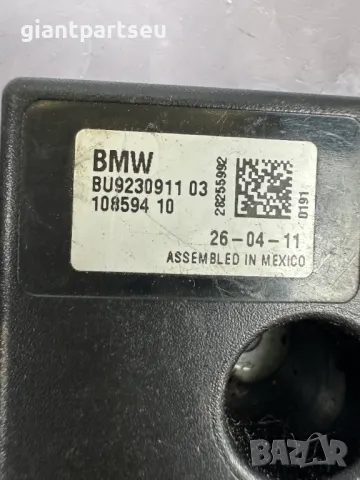 giantpartseu
BMW
BU9230911 03
108594 10
28255992
0191
26-04-11
ASSEMBLED IN MEXICO
BAZAR